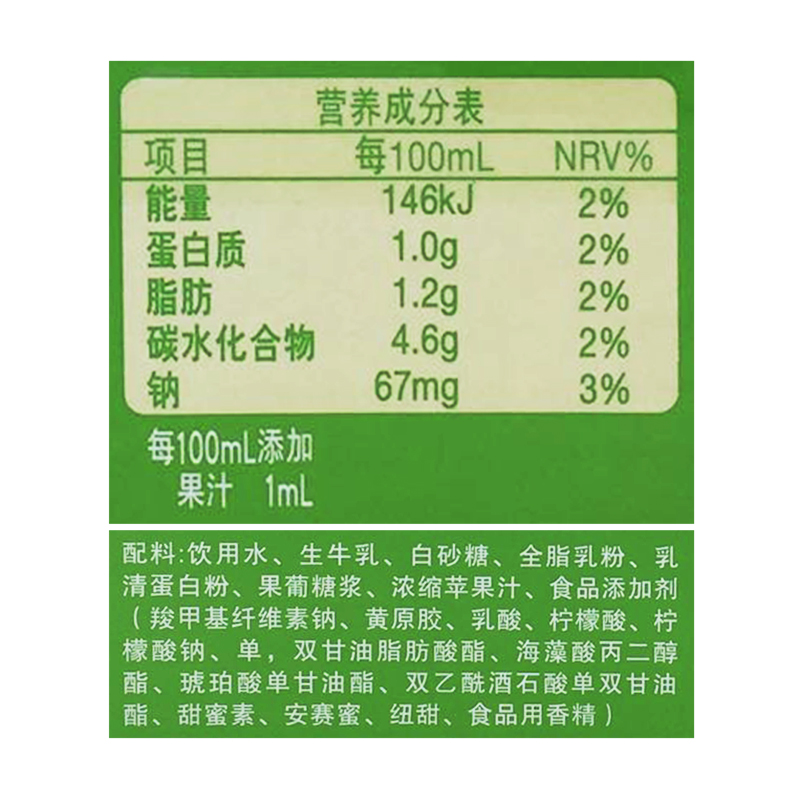 营养成分表
项目 每100mL NRV%
能量 146kJ 2%
蛋白质 1.0g 2%
脂肪 1.2g 2%
碳水化合物 4.6g 2%
钠 67mg 3%
每100mL添加
果汁 1mL
配料:饮用水、生牛乳、白砂糖、全脂乳粉、乳
清蛋白粉、果葡糖浆、浓缩苹果汁、食品添加剂
(羧甲基纤维素钠、黄原胶、乳酸、柠檬酸、柠
檬酸钠、单,双甘油脂肪酸酯、海藻酸丙二醇
酯、琥珀酸单甘油酯、双乙酰酒石酸单双甘油
酯、甜蜜素、安赛蜜、纽甜、食品用香精)